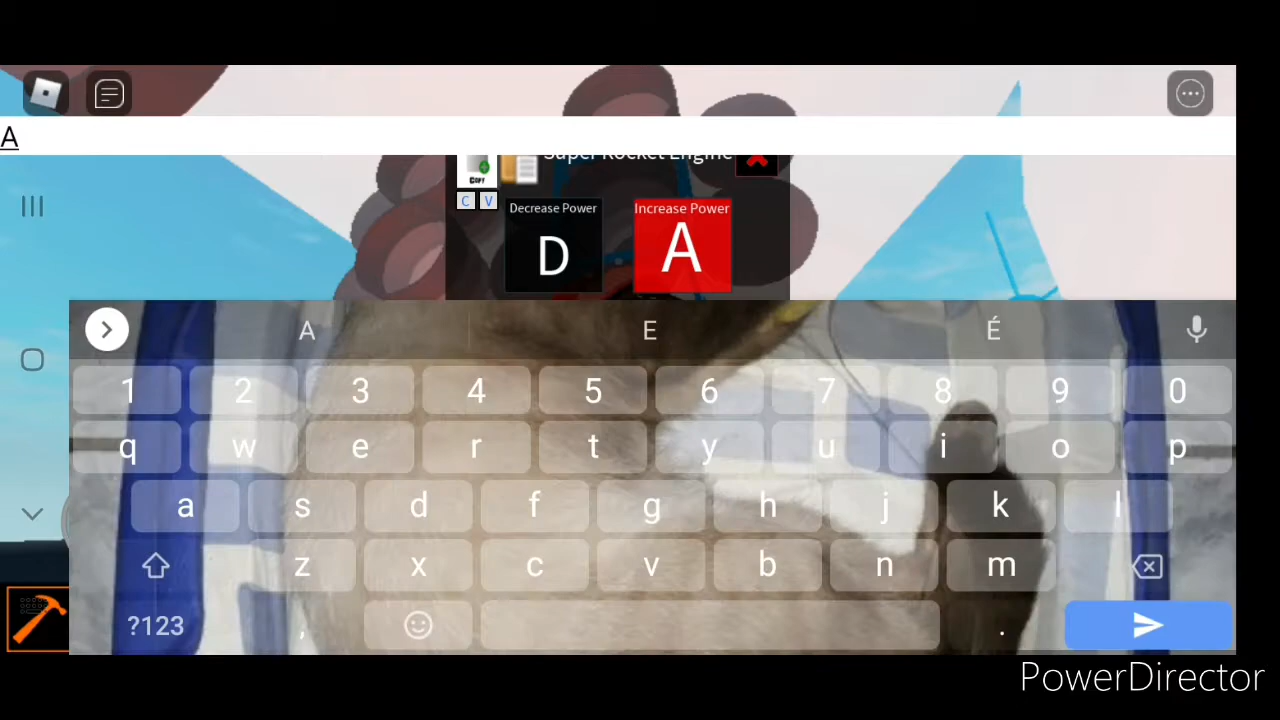 A
Super Rocket Engine
Copy
C V
Decrease Power
D
Increase Power
A
A E É
1 2 3 4 5 6 7 8 9 0
q w e r t y u i o p
a s d f g h j k l
z x c v b n m
?123 , .
PowerDirector